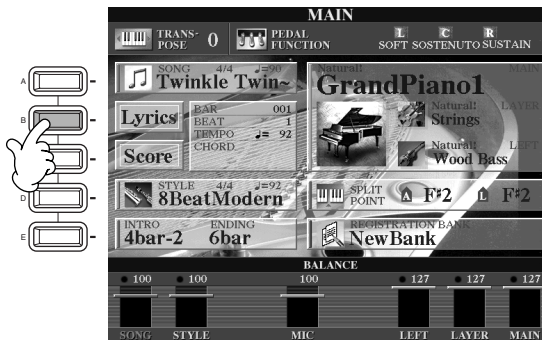 MAIN
TRANS-
POSE 0
PEDAL
FUNCTION
L C R
SOFT SOSTENUTO SUSTAIN
SONG 4/4 ♩=90
Twinkle Twin~
Natural! MAIN
GrandPiano1
A
B
D
E
Lyrics
Score
BAR 001
BEAT 1
TEMPO ♩= 92
CHORD
Natural! LAYER
Strings
Natural! LEFT
Wood Bass
STYLE 4/4 ♩=92
8BeatModern
SPLIT
POINT A F♯2 L F♯2
INTRO ENDING
4bar-2 6bar
REGISTRATION BANK
NewBank
BALANCE
100 100 100 127 127 127
SONG STYLE MIC LEFT LAYER MAIN